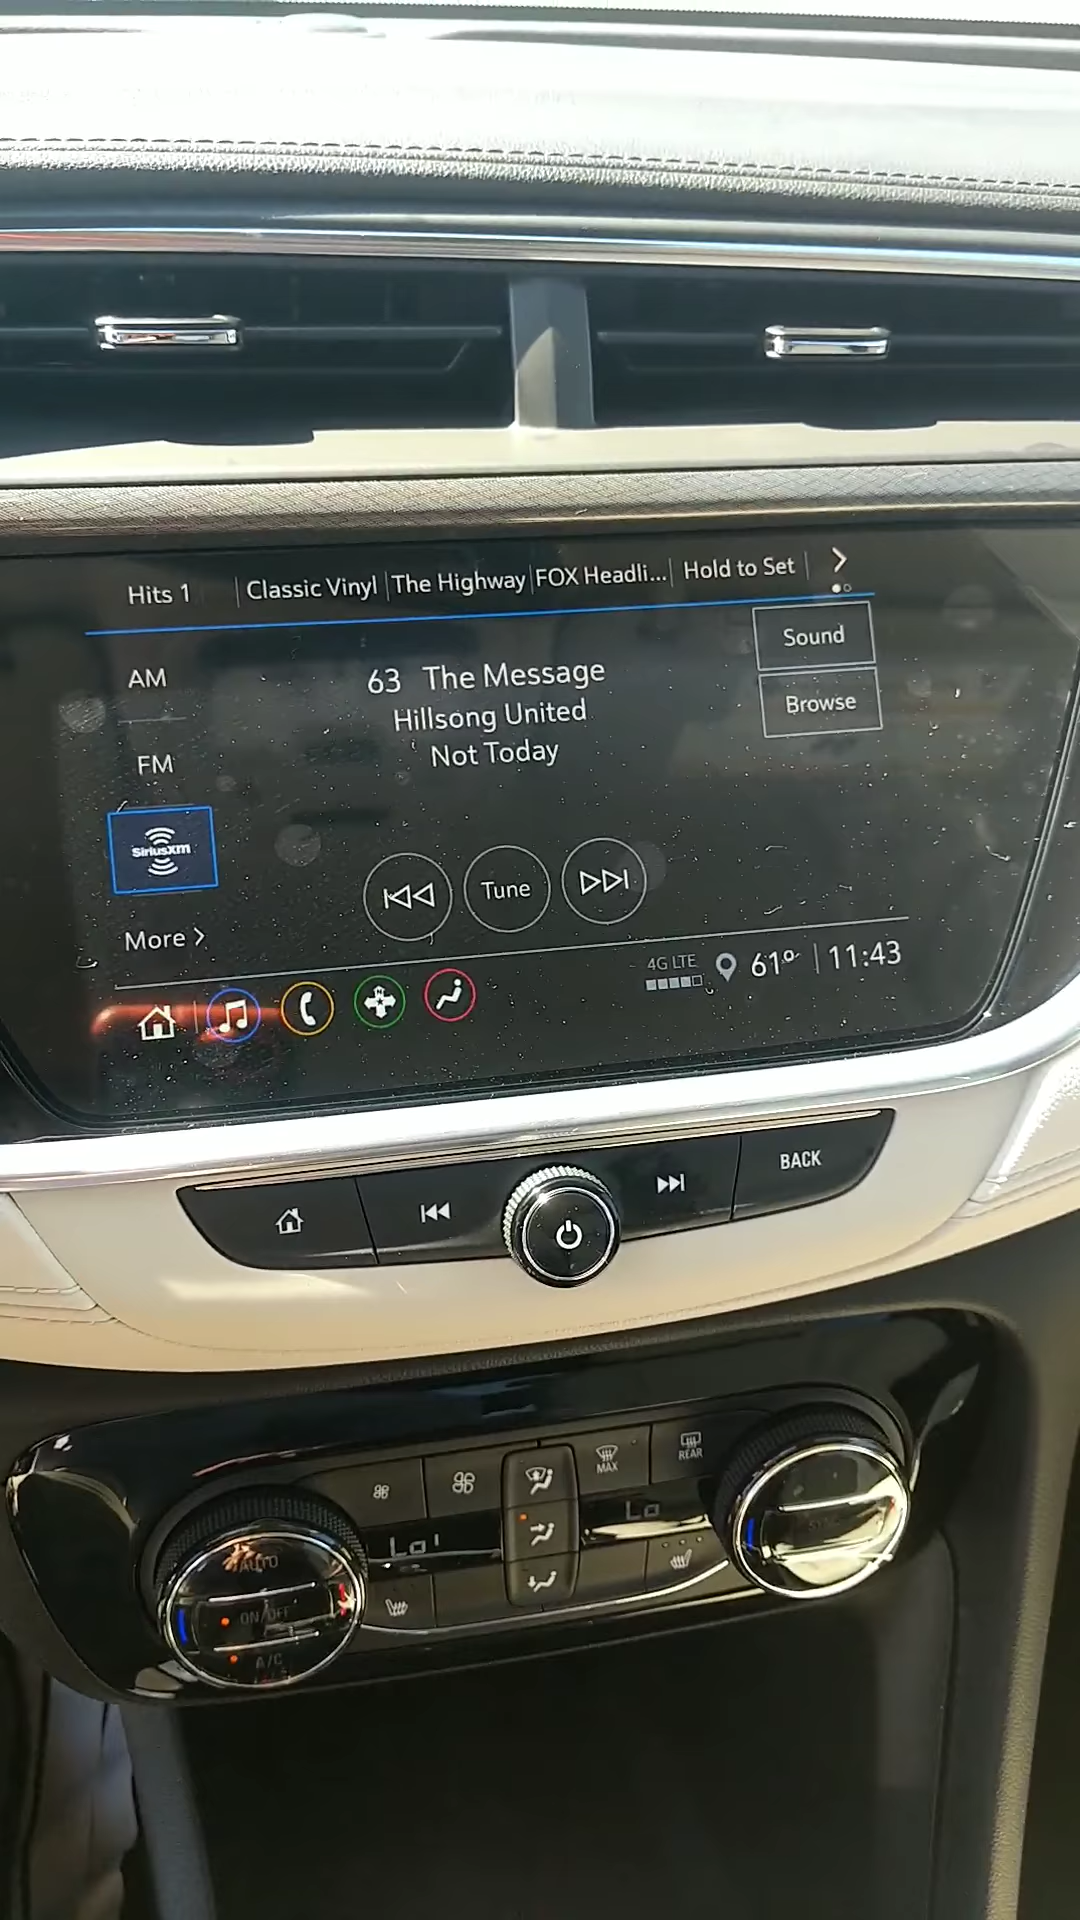 Hits 1
Classic Vinyl
The Highway
FOX Headli...
Hold to Set
AM
63 The Message
Sound
Hillsong United
Browse
Not Today
FM
SiriusXM
Tune
More
4G LTE
61°
11:43
BACK
MAX
REAR
Lo
Lo
AUTO
ON/OFF
A/C